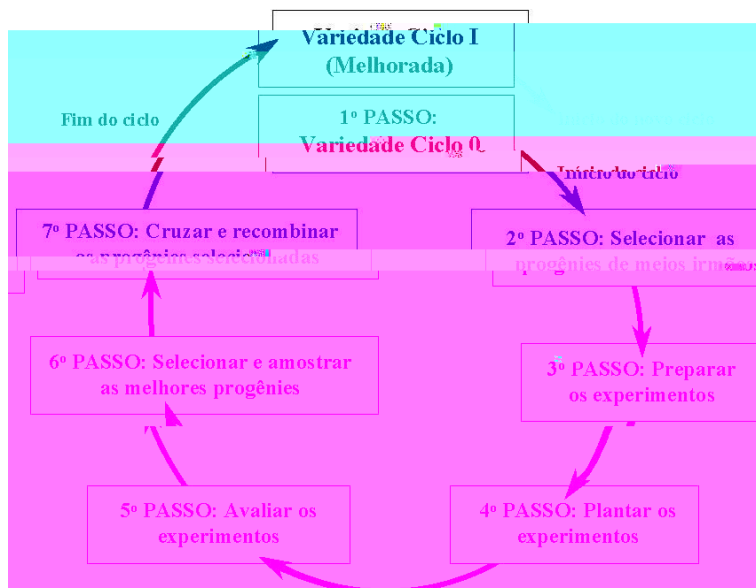 Variedade Ciclo I
(Melhorada)
Fim do ciclo
1º PASSO:
Variedade Ciclo 0
Início do ciclo
7º PASSO: Cruzar e recombinar
as progênies selecionadas
2º PASSO: Selecionar as
progênies de meios irmãos
6º PASSO: Selecionar e amostrar
as melhores progênies
3º PASSO: Preparar
os experimentos
5º PASSO: Avaliar os
experimentos
4º PASSO: Plantar os
experimentos